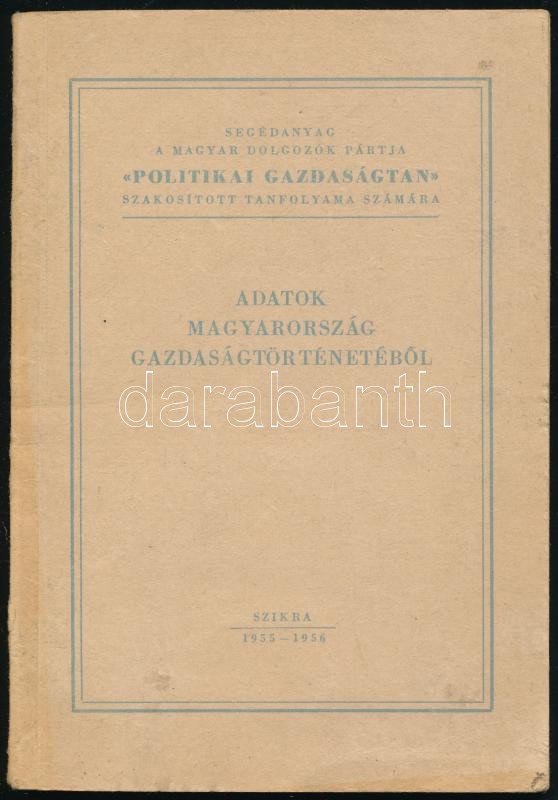 SEGÉDANYAG
A MAGYAR DOLGOZÓK PÁRTJA
«POLITIKAI GAZDASÁGTAN»
SZAKOSÍTOTT TANFOLYAMA SZÁMÁRA
ADATOK
MAGYARORSZÁG
GAZDASÁGTÖRTÉNETÉBŐL
darabanth
SZIKRA
1955–1956